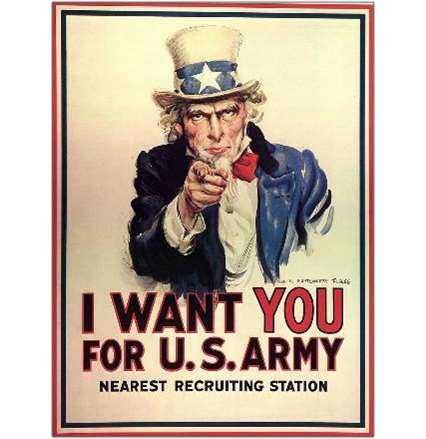 I WANT YOU
FOR U.S. ARMY
NEAREST RECRUITING STATION